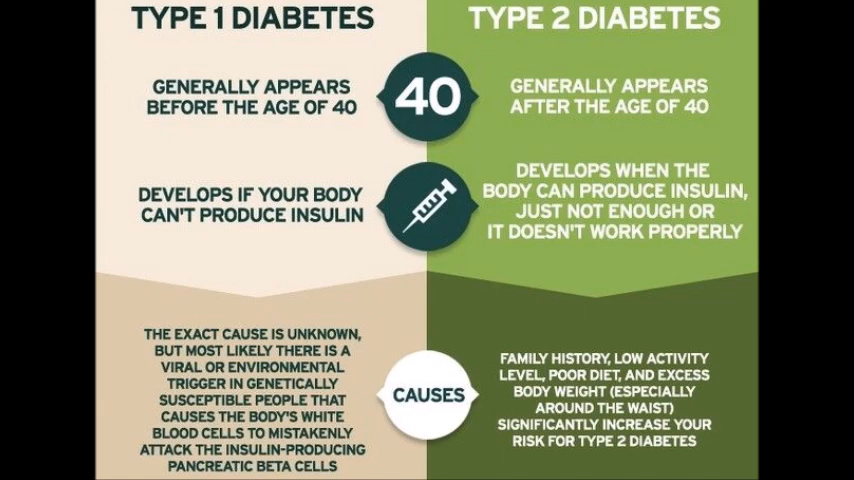 TYPE 1 DIABETES
TYPE 2 DIABETES
GENERALLY APPEARS
BEFORE THE AGE OF 40
40
GENERALLY APPEARS
AFTER THE AGE OF 40
DEVELOPS IF YOUR BODY
CAN'T PRODUCE INSULIN
DEVELOPS WHEN THE
BODY CAN PRODUCE INSULIN,
JUST NOT ENOUGH OR
IT DOESN'T WORK PROPERLY
THE EXACT CAUSE IS UNKNOWN,
BUT MOST LIKELY THERE IS A
VIRAL OR ENVIRONMENTAL
TRIGGER IN GENETICALLY
SUSCEPTIBLE PEOPLE THAT
CAUSES THE BODY'S WHITE
BLOOD CELLS TO MISTAKENLY
ATTACK THE INSULIN-PRODUCING
PANCREATIC BETA CELLS
CAUSES
FAMILY HISTORY, LOW ACTIVITY
LEVEL, POOR DIET, AND EXCESS
BODY WEIGHT (ESPECIALLY
AROUND THE WAIST)
SIGNIFICANTLY INCREASE YOUR
RISK FOR TYPE 2 DIABETES